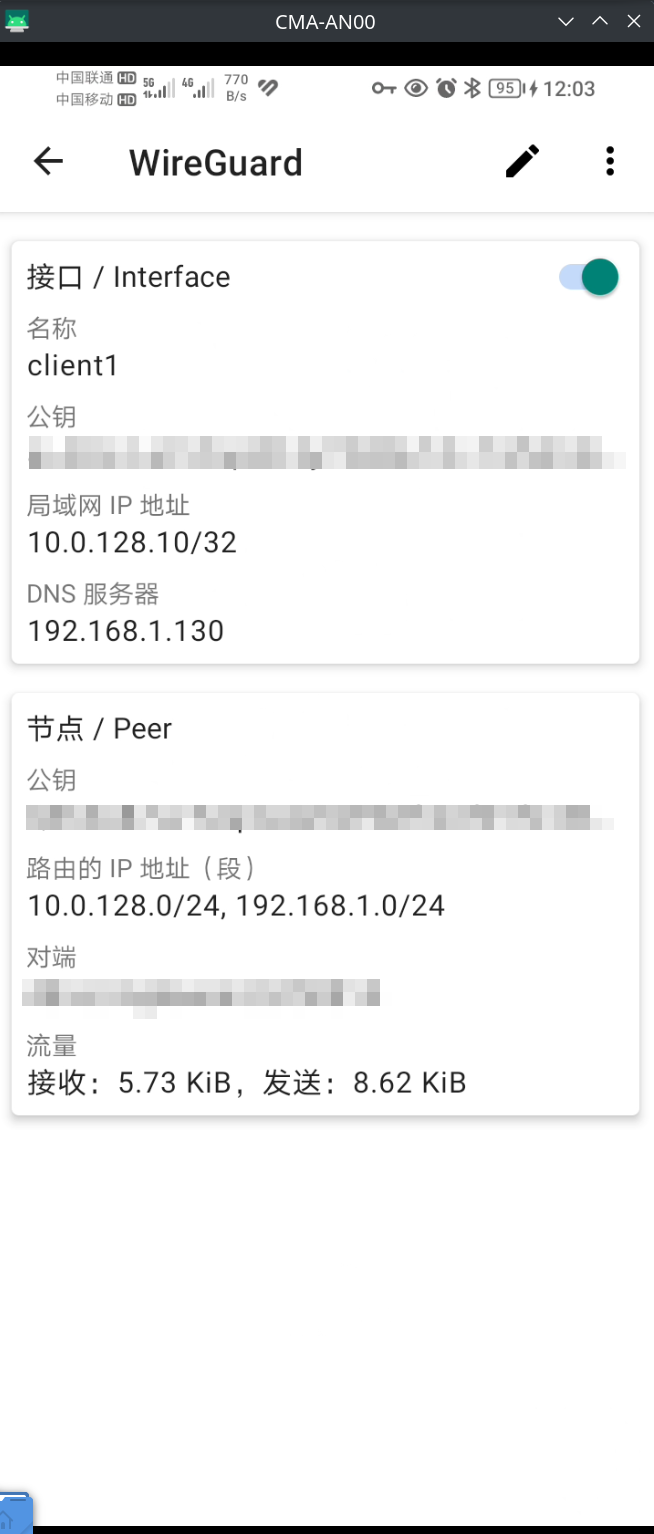 CMA-AN00
中国联通 HD 5G 4G 770 B/s 95 12:03
中国移动 HD
WireGuard
接口 / Interface
名称
client1
公钥
局域网 IP 地址
10.0.128.10/32
DNS 服务器
192.168.1.130
节点 / Peer
公钥
路由的 IP 地址（段）
10.0.128.0/24, 192.168.1.0/24
对端
流量
接收：5.73 KiB，发送：8.62 KiB